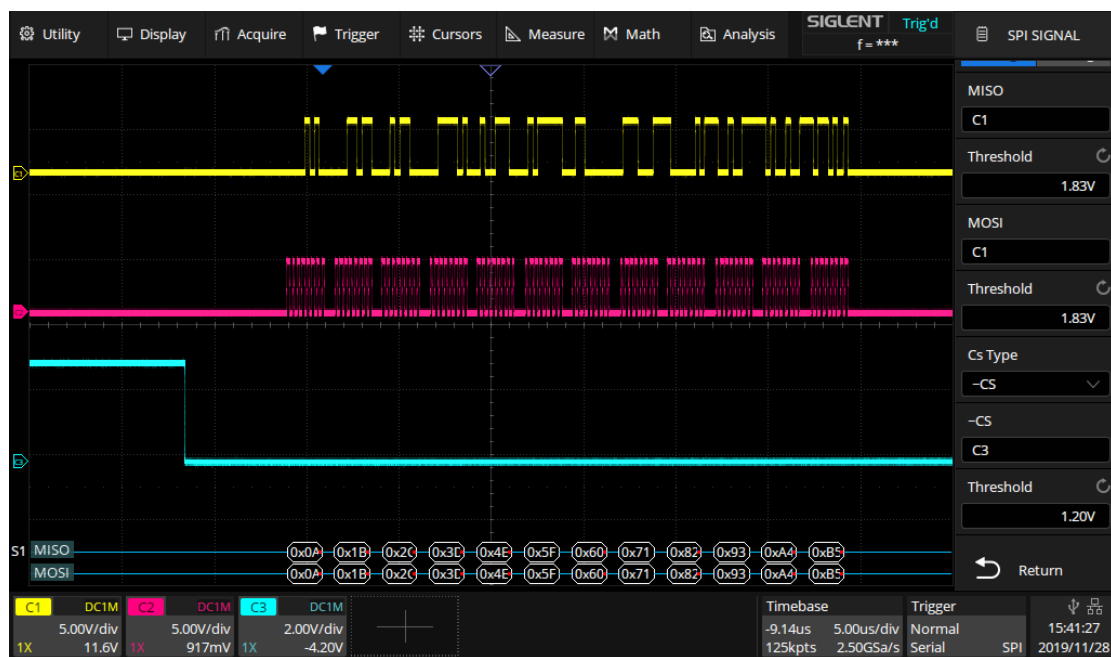 Utility Display Acquire Trigger Cursors Measure Math Analysis
SIGLENT Trig'd
f = ***
SPI SIGNAL
MISO
C1
Threshold
1.83V
MOSI
C1
Threshold
1.83V
Cs Type
~CS
~CS
C3
Threshold
1.20V
Return
C1
C2
C3
S1 MISO 0x0A 0x1B 0x2C 0x3D 0x4E 0x5F 0x60 0x71 0x82 0x93 0xA4 0xB5
MOSI 0x0A 0x1B 0x2C 0x3D 0x4E 0x5F 0x60 0x71 0x82 0x93 0xA4 0xB5
C1 DC1M C2 DC1M C3 DC1M
5.00V/div 5.00V/div 2.00V/div
1X 11.6V 1X 917mV 1X -4.20V
Timebase Trigger
-9.14us 5.00us/div Normal 15:41:27
125kpts 2.50GSa/s Serial SPI 2019/11/28